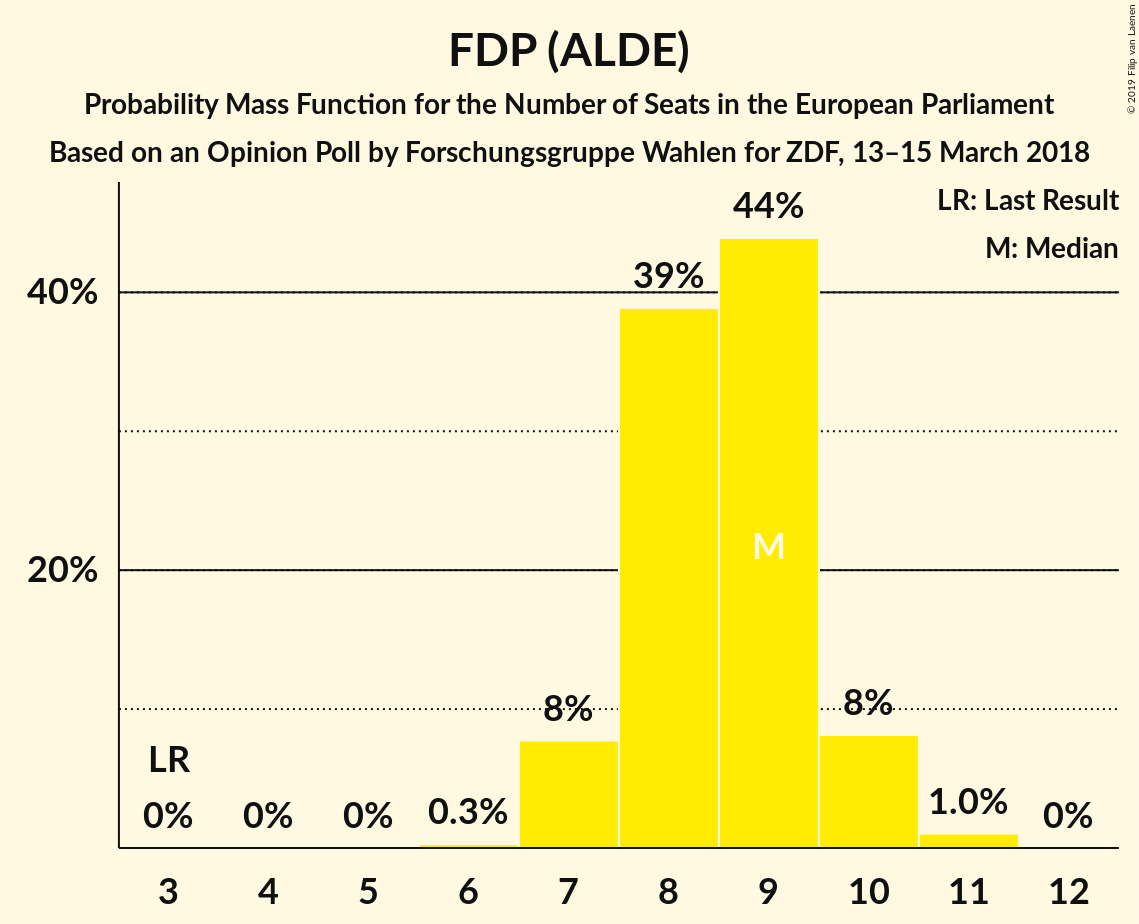 FDP (ALDE)
Probability Mass Function for the Number of Seats in the European Parliament
Based on an Opinion Poll by Forschungsgruppe Wahlen for ZDF, 13–15 March 2018
© 2019 Filip van Laenen
LR: Last Result
M: Median
44%
39%
40%
M
20%
8%
8%
LR
0%
0%
0%
0.3%
1.0%
0%
3 4 5 6 7 8 9 10 11 12